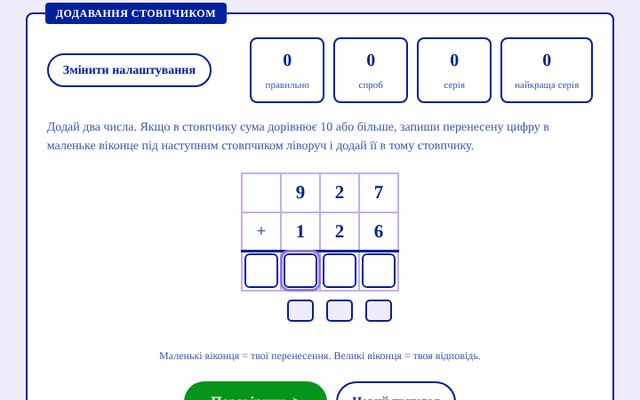 ДОДАВАННЯ СТОВПЧИКОМ
Змінити налаштування
0
правильно
0
спроб
0
серія
0
найкраща серія
Додай два числа. Якщо в стовпчику сума дорівнює 10 або більше, запиши перенесену цифру в
маленьке віконце під наступним стовпчиком ліворуч і додай її в тому стовпчику.
9 2 7
+ 1 2 6
Маленькі віконця = твої перенесення. Великі віконця = твоя відповідь.